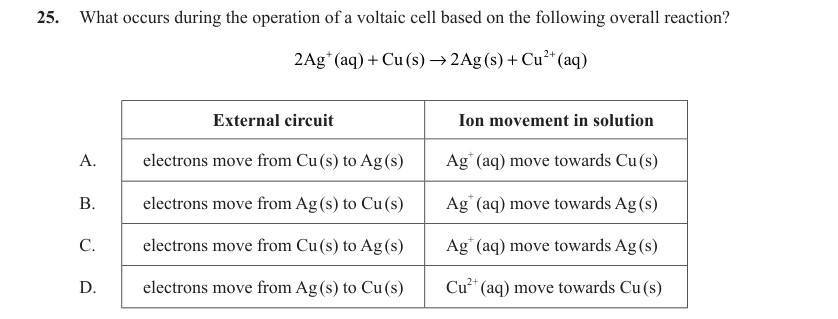 25. What occurs during the operation of a voltaic cell based on the following overall reaction?
2Ag⁺(aq) + Cu(s) → 2Ag(s) + Cu²⁺(aq)
External circuit Ion movement in solution
A. electrons move from Cu(s) to Ag(s) Ag⁺(aq) move towards Cu(s)
B. electrons move from Ag(s) to Cu(s) Ag⁺(aq) move towards Ag(s)
C. electrons move from Cu(s) to Ag(s) Ag⁺(aq) move towards Ag(s)
D. electrons move from Ag(s) to Cu(s) Cu²⁺(aq) move towards Cu(s)